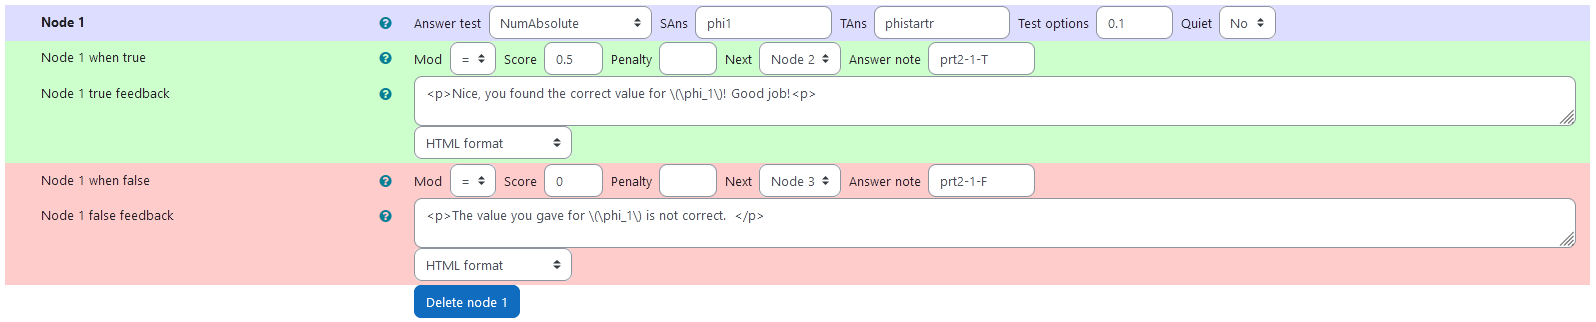 Node 1 Answer test NumAbsolute SAns phi1 TAns phistartr Test options 0.1 Quiet No
Node 1 when true Mod = Score 0.5 Penalty Next Node 2 Answer note prt2-1-T
Node 1 true feedback <p>Nice, you found the correct value for \(\phi_1\)! Good job!<p>
HTML format
Node 1 when false Mod = Score 0 Penalty Next Node 3 Answer note prt2-1-F
Node 1 false feedback <p>The value you gave for \(\phi_1\) is not correct.  </p>
HTML format
Delete node 1